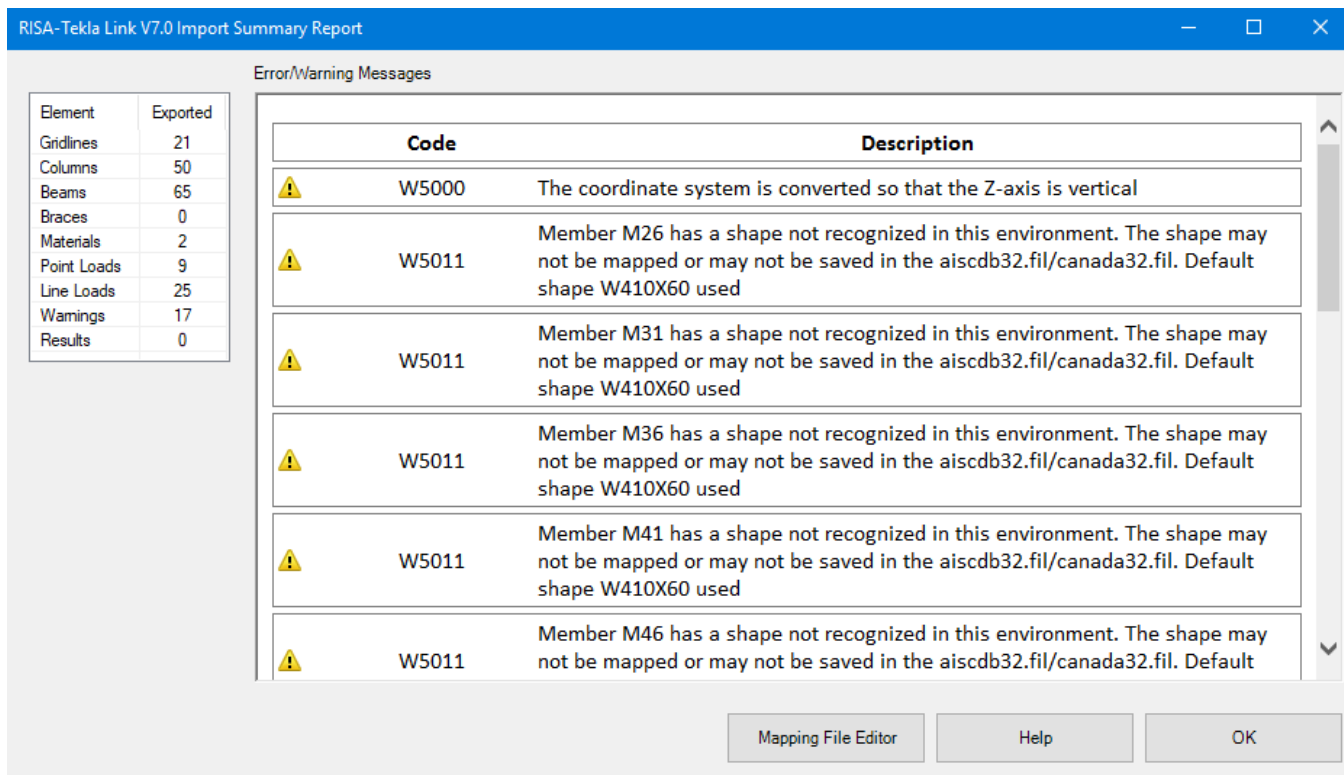 RISA-Tekla Link V7.0 Import Summary Report
Error/Warning Messages
Element Exported
Gridlines 21
Columns 50
Beams 65
Braces 0
Materials 2
Point Loads 9
Line Loads 25
Warnings 17
Results 0
Code Description
W5000 The coordinate system is converted so that the Z-axis is vertical
Member M26 has a shape not recognized in this environment. The shape may
W5011 not be mapped or may not be saved in the aiscdb32.fil/canada32.fil. Default
shape W410X60 used
Member M31 has a shape not recognized in this environment. The shape may
W5011 not be mapped or may not be saved in the aiscdb32.fil/canada32.fil. Default
shape W410X60 used
Member M36 has a shape not recognized in this environment. The shape may
W5011 not be mapped or may not be saved in the aiscdb32.fil/canada32.fil. Default
shape W410X60 used
Member M41 has a shape not recognized in this environment. The shape may
W5011 not be mapped or may not be saved in the aiscdb32.fil/canada32.fil. Default
shape W410X60 used
Member M46 has a shape not recognized in this environment. The shape may
W5011 not be mapped or may not be saved in the aiscdb32.fil/canada32.fil. Default
Mapping File Editor Help OK